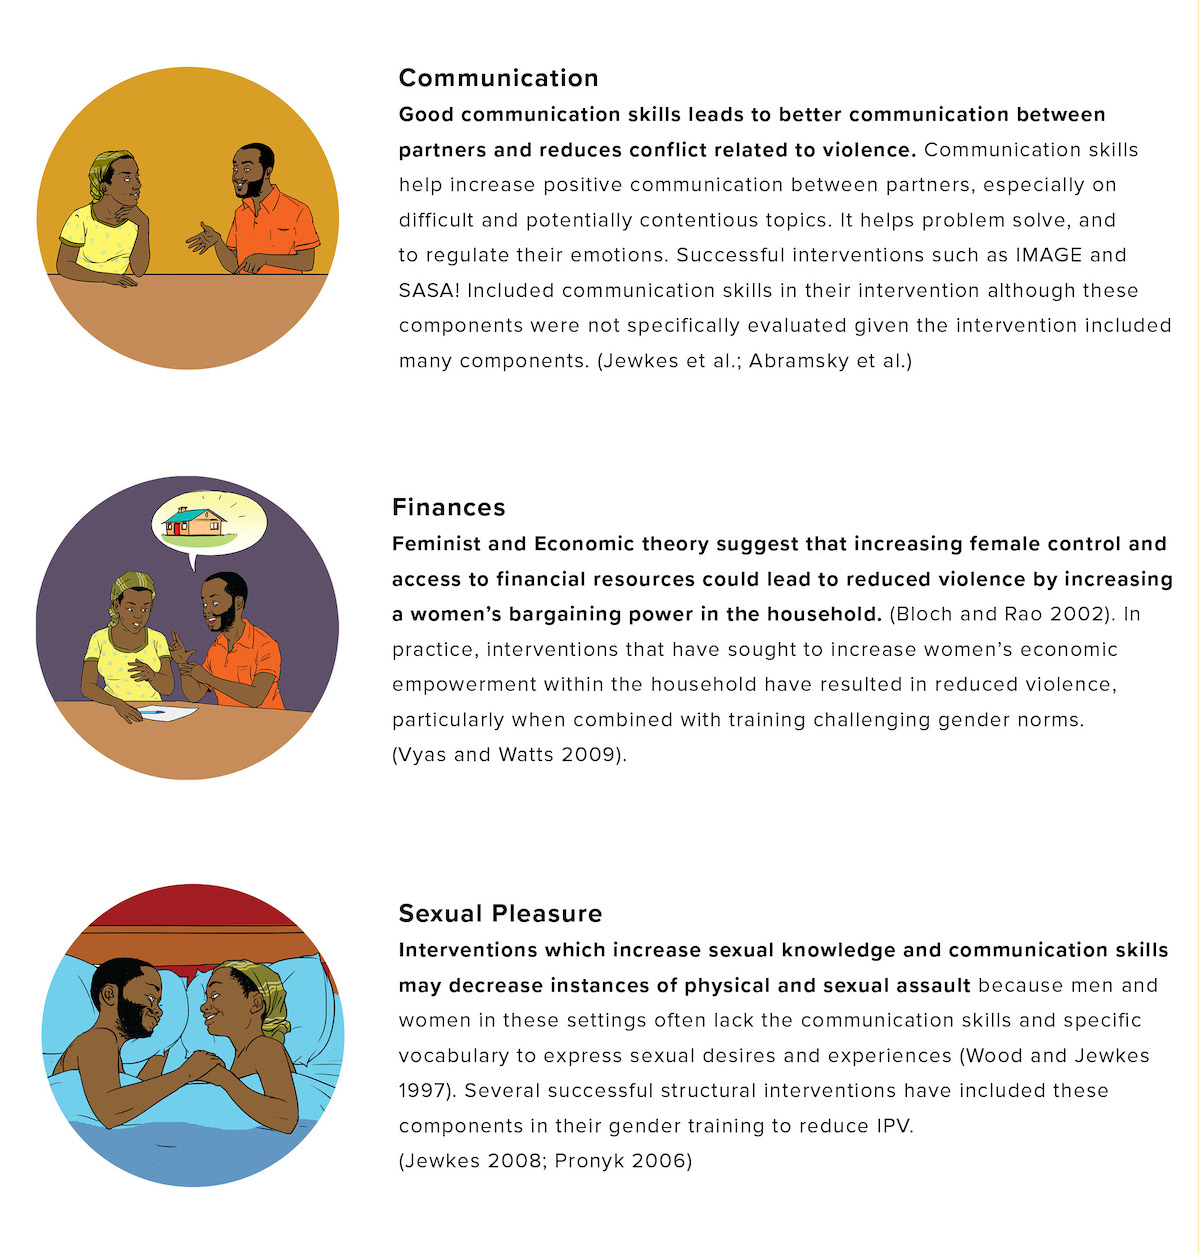 Communication
Good communication skills leads to better communication between
partners and reduces conflict related to violence. Communication skills
help increase positive communication between partners, especially on
difficult and potentially contentious topics. It helps problem solve, and
to regulate their emotions. Successful interventions such as IMAGE and
SASA! Included communication skills in their intervention although these
components were not specifically evaluated given the intervention included
many components. (Jewkes et al.; Abramsky et al.)
Finances
Feminist and Economic theory suggest that increasing female control and
access to financial resources could lead to reduced violence by increasing
a women’s bargaining power in the household. (Bloch and Rao 2002). In
practice, interventions that have sought to increase women’s economic
empowerment within the household have resulted in reduced violence,
particularly when combined with training challenging gender norms.
(Vyas and Watts 2009).
Sexual Pleasure
Interventions which increase sexual knowledge and communication skills
may decrease instances of physical and sexual assault because men and
women in these settings often lack the communication skills and specific
vocabulary to express sexual desires and experiences (Wood and Jewkes
1997). Several successful structural interventions have included these
components in their gender training to reduce IPV.
(Jewkes 2008; Pronyk 2006)